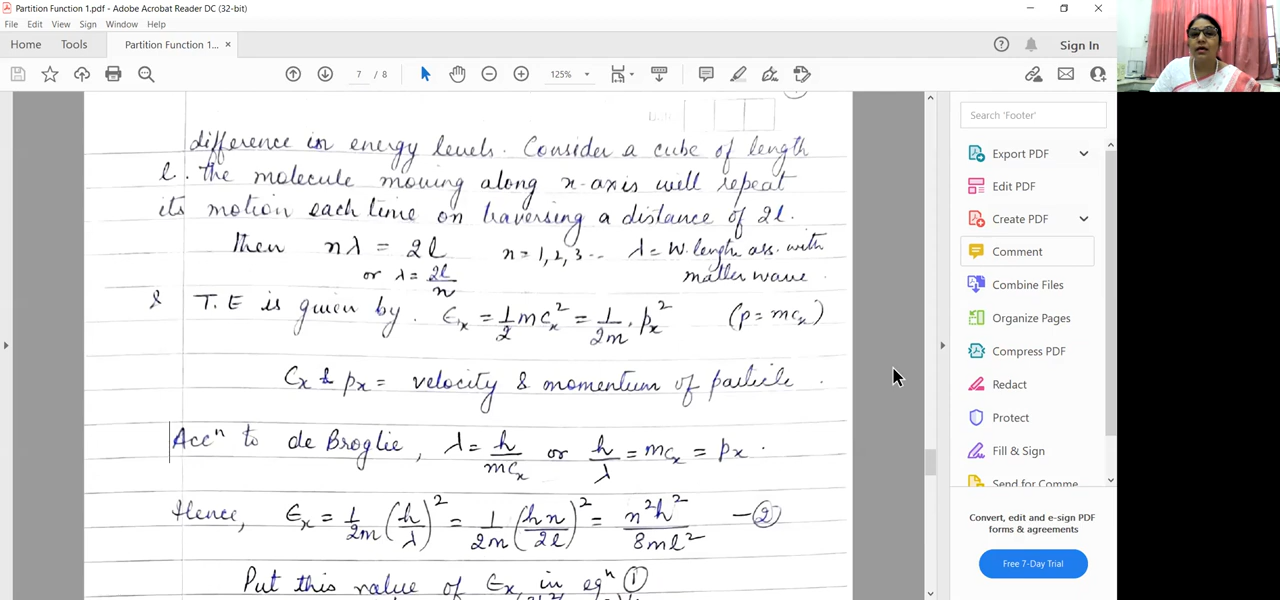 Partition Function 1.pdf - Adobe Acrobat Reader DC (32-bit)
File Edit View Sign Window Help
Home Tools Partition Function 1... × Sign In
7 / 8 125%
difference in energy levels. Consider a cube of length
l. the molecule moving along x-axis will repeat
its motion each time on traversing a distance of 2l.
Then nλ = 2l n = 1, 2, 3 -- λ = W. length ass. with
or λ = 2l/n matter wave.
& T.E is given by. ϵx = 1/2 mcx² = 1/2m · px² (p = mcx)
Cx & px = velocity & momentum of particle.
Accⁿ to de Broglie, λ = h/mcx or h/λ = mcx = px.
Hence, ϵx = 1/2m (h/λ)² = 1/2m (hn/2l)² = n²h²/8ml² —②
Put this value of ϵx in eqⁿ ①
Search 'Footer'
Export PDF
Edit PDF
Create PDF
Comment
Combine Files
Organize Pages
Compress PDF
Redact
Protect
Fill & Sign
Send for Comme
Convert, edit and e-sign PDF
forms & agreements
Free 7-Day Trial